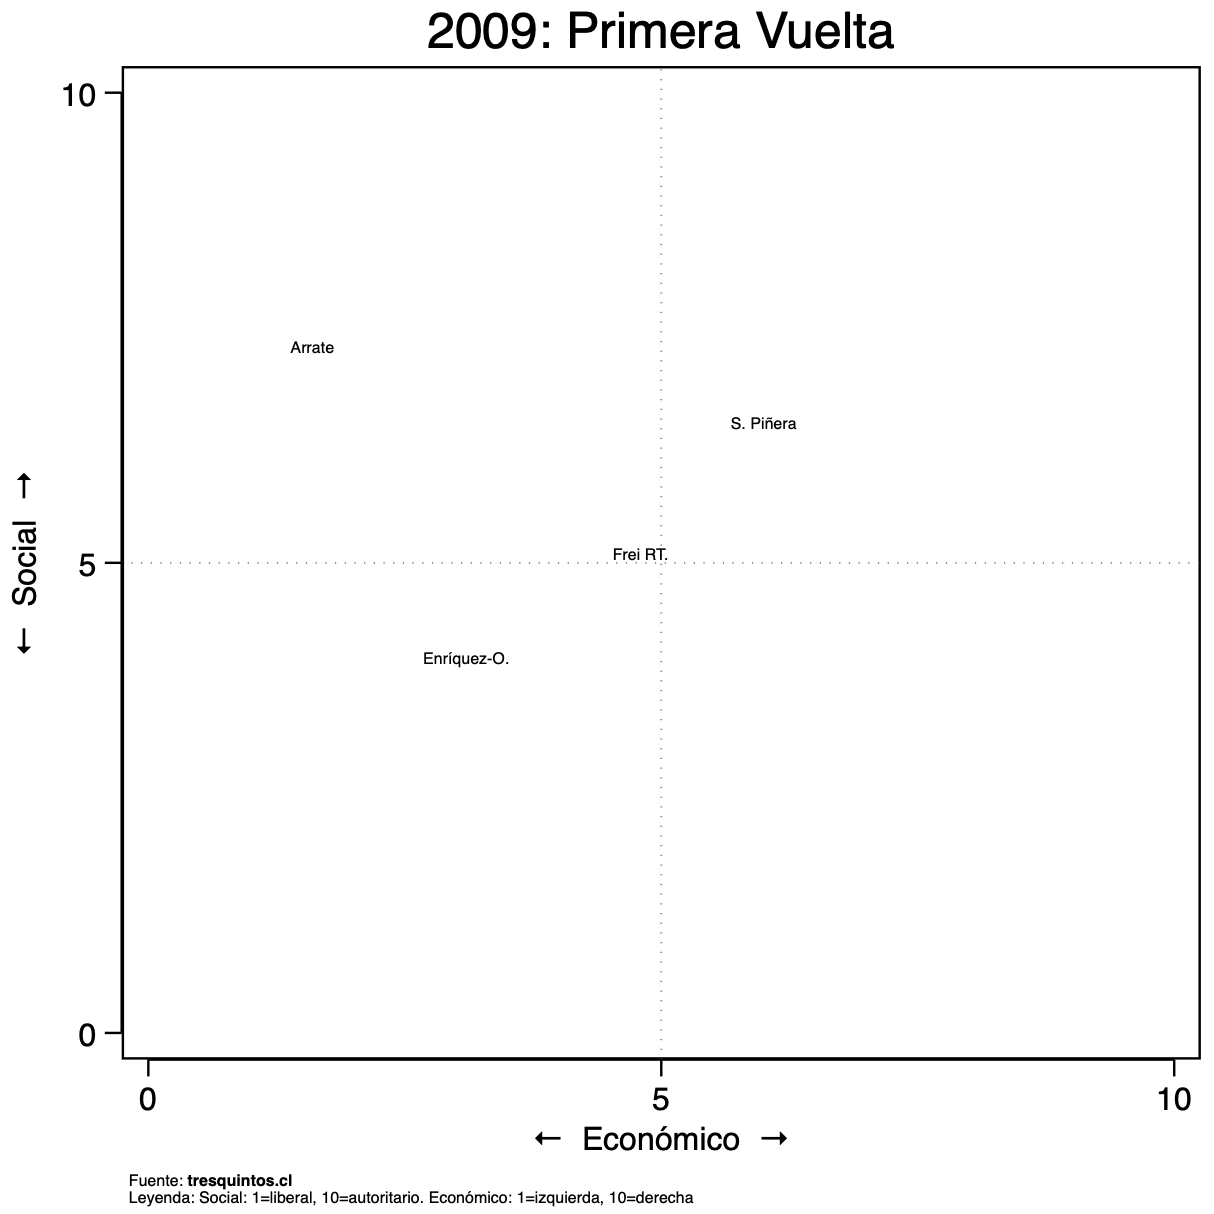 2009: Primera Vuelta
10
Arrate
S. Piñera
← Social →
Frei RT.
5
Enríquez-O.
0
0 5 10
← Económico →
Fuente: tresquintos.cl
Leyenda: Social: 1=liberal, 10=autoritario. Económico: 1=izquierda, 10=derecha